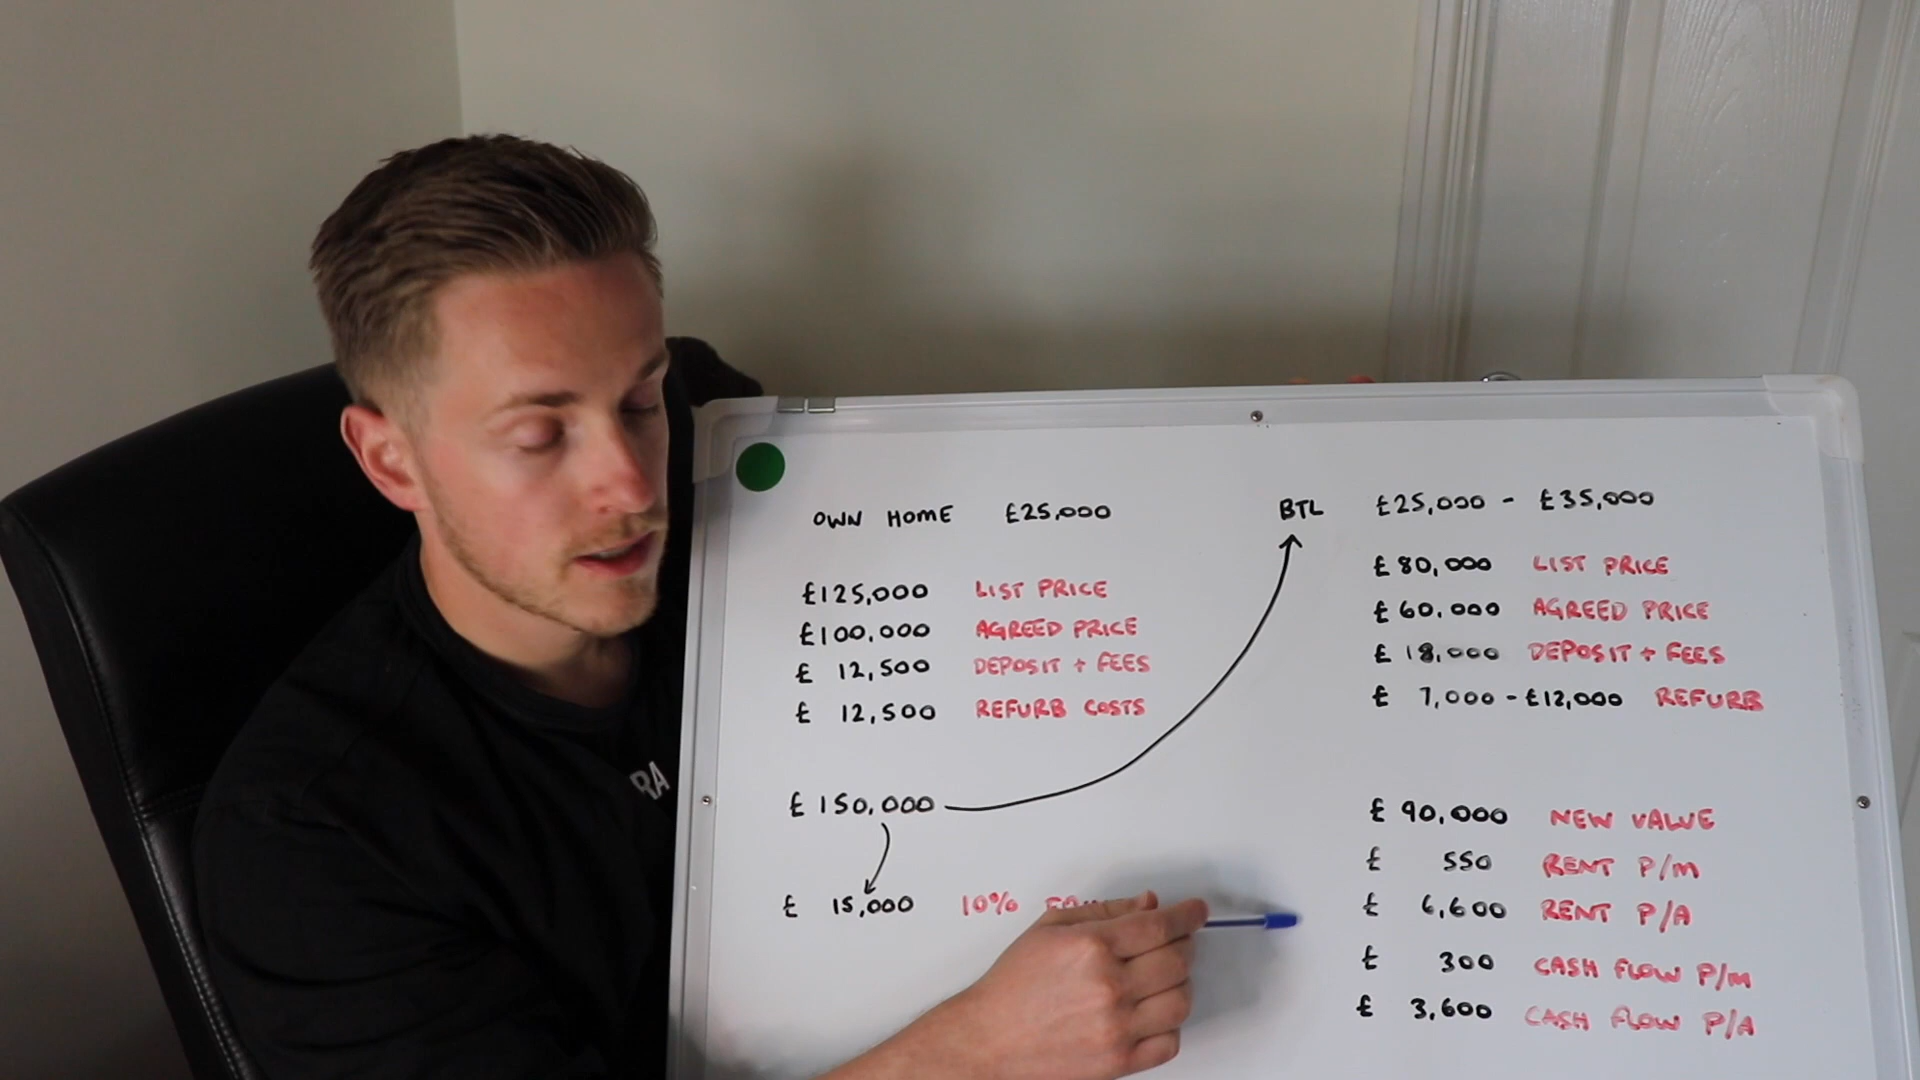 OWN HOME £25,000
£125,000 LIST PRICE
£100,000 AGREED PRICE
£ 12,500 DEPOSIT + FEES
£ 12,500 REFURB COSTS
£150,000
£ 15,000 10%
BTL £25,000 - £35,000
£80,000 LIST PRICE
£60,000 AGREED PRICE
£18,000 DEPOSIT + FEES
£ 7,000 - £12,000 REFURB
£90,000 NEW VALUE
£ 550 RENT P/M
£ 6,600 RENT P/A
£ 300 CASH FLOW P/M
£ 3,600 CASH FLOW P/A
RA